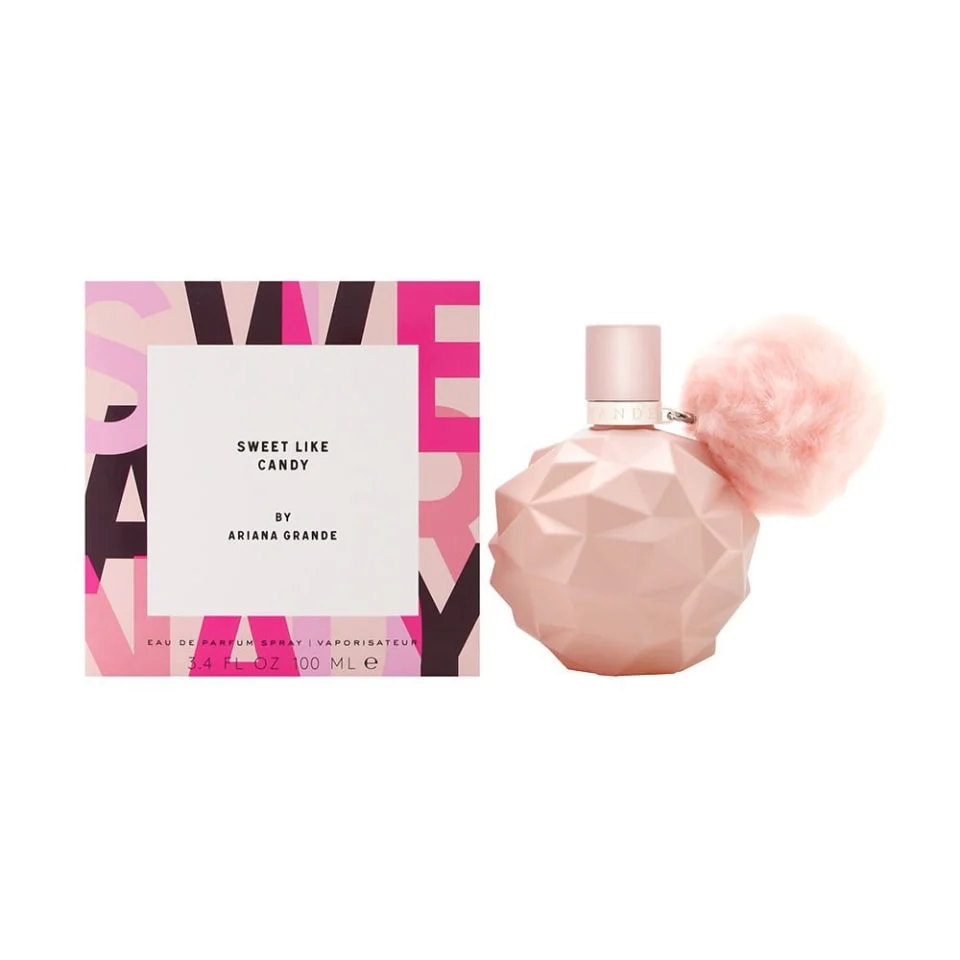 SWEET LIKE
CANDY
BY
ARIANA GRANDE
EAU DE PARFUM SPRAY | VAPORISATEUR
3.4 FL OZ 100 ML e